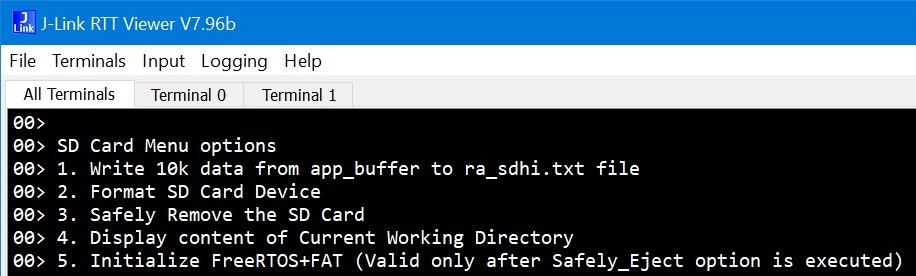 J Link J-Link RTT Viewer V7.96b
File Terminals Input Logging Help
All Terminals Terminal 0 Terminal 1
00>
00> SD Card Menu options
00> 1. Write 10k data from app_buffer to ra_sdhi.txt file
00> 2. Format SD Card Device
00> 3. Safely Remove the SD Card
00> 4. Display content of Current Working Directory
00> 5. Initialize FreeRTOS+FAT (Valid only after Safely_Eject option is executed)